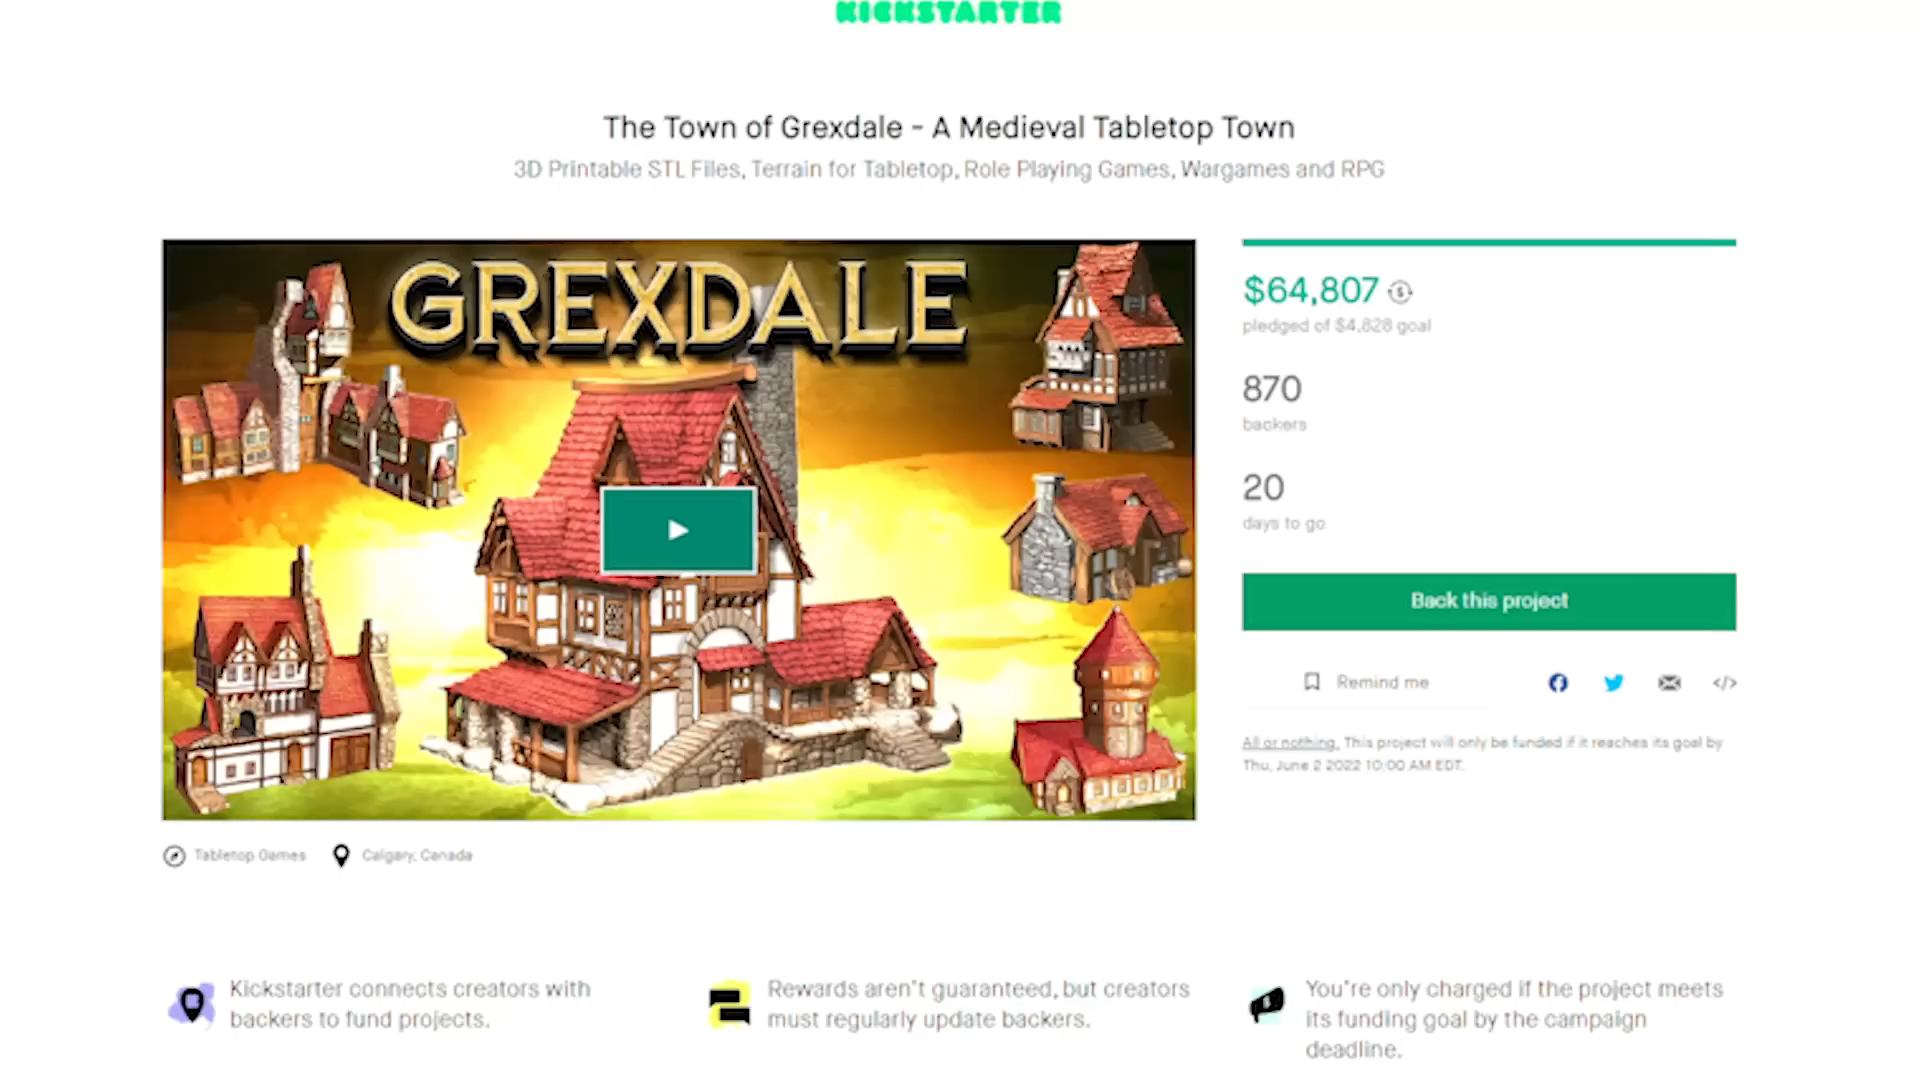 KICKSTARTER
The Town of Grexdale - A Medieval Tabletop Town
3D Printable STL Files, Terrain for Tabletop, Role Playing Games, Wargames and RPG
GREXDALE
$64,807
pledged of $4,828 goal
870
backers
20
days to go
Back this project
Remind me
All or nothing. This project will only be funded if it reaches its goal by
Thu, June 2 2022 10:00 AM EDT.
Tabletop Games
Calgary, Canada
Kickstarter connects creators with
backers to fund projects.
Rewards aren't guaranteed, but creators
must regularly update backers.
You're only charged if the project meets
its funding goal by the campaign
deadline.